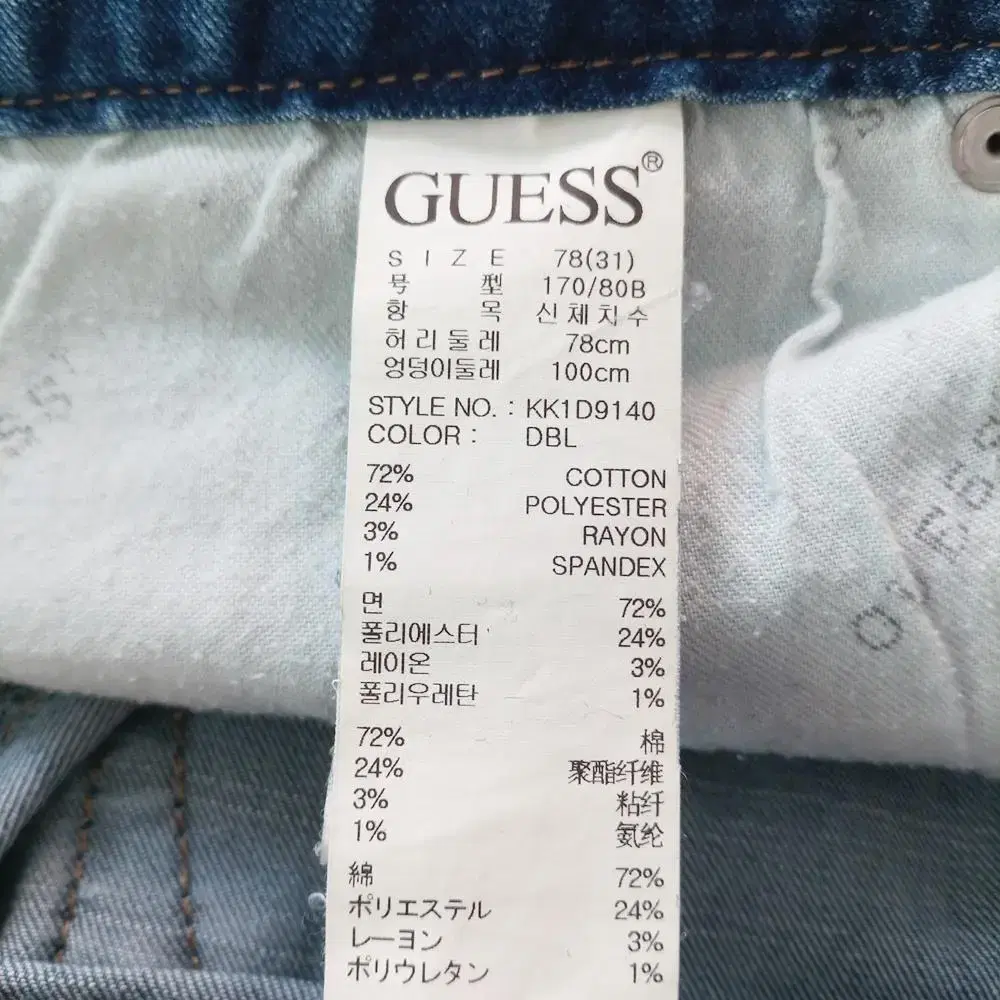 GUESS®
SIZE 78(31)
号型 170/80B
항목 신체치수
허리둘레 78cm
엉덩이둘레 100cm
STYLE NO. : KK1D9140
COLOR : DBL
72% COTTON
24% POLYESTER
3% RAYON
1% SPANDEX
면 72%
폴리에스터 24%
레이온 3%
폴리우레탄 1%
72% 棉
24% 聚酯纤维
3% 粘纤
1% 氨纶
綿 72%
ポリエステル 24%
レーヨン 3%
ポリウレタン 1%